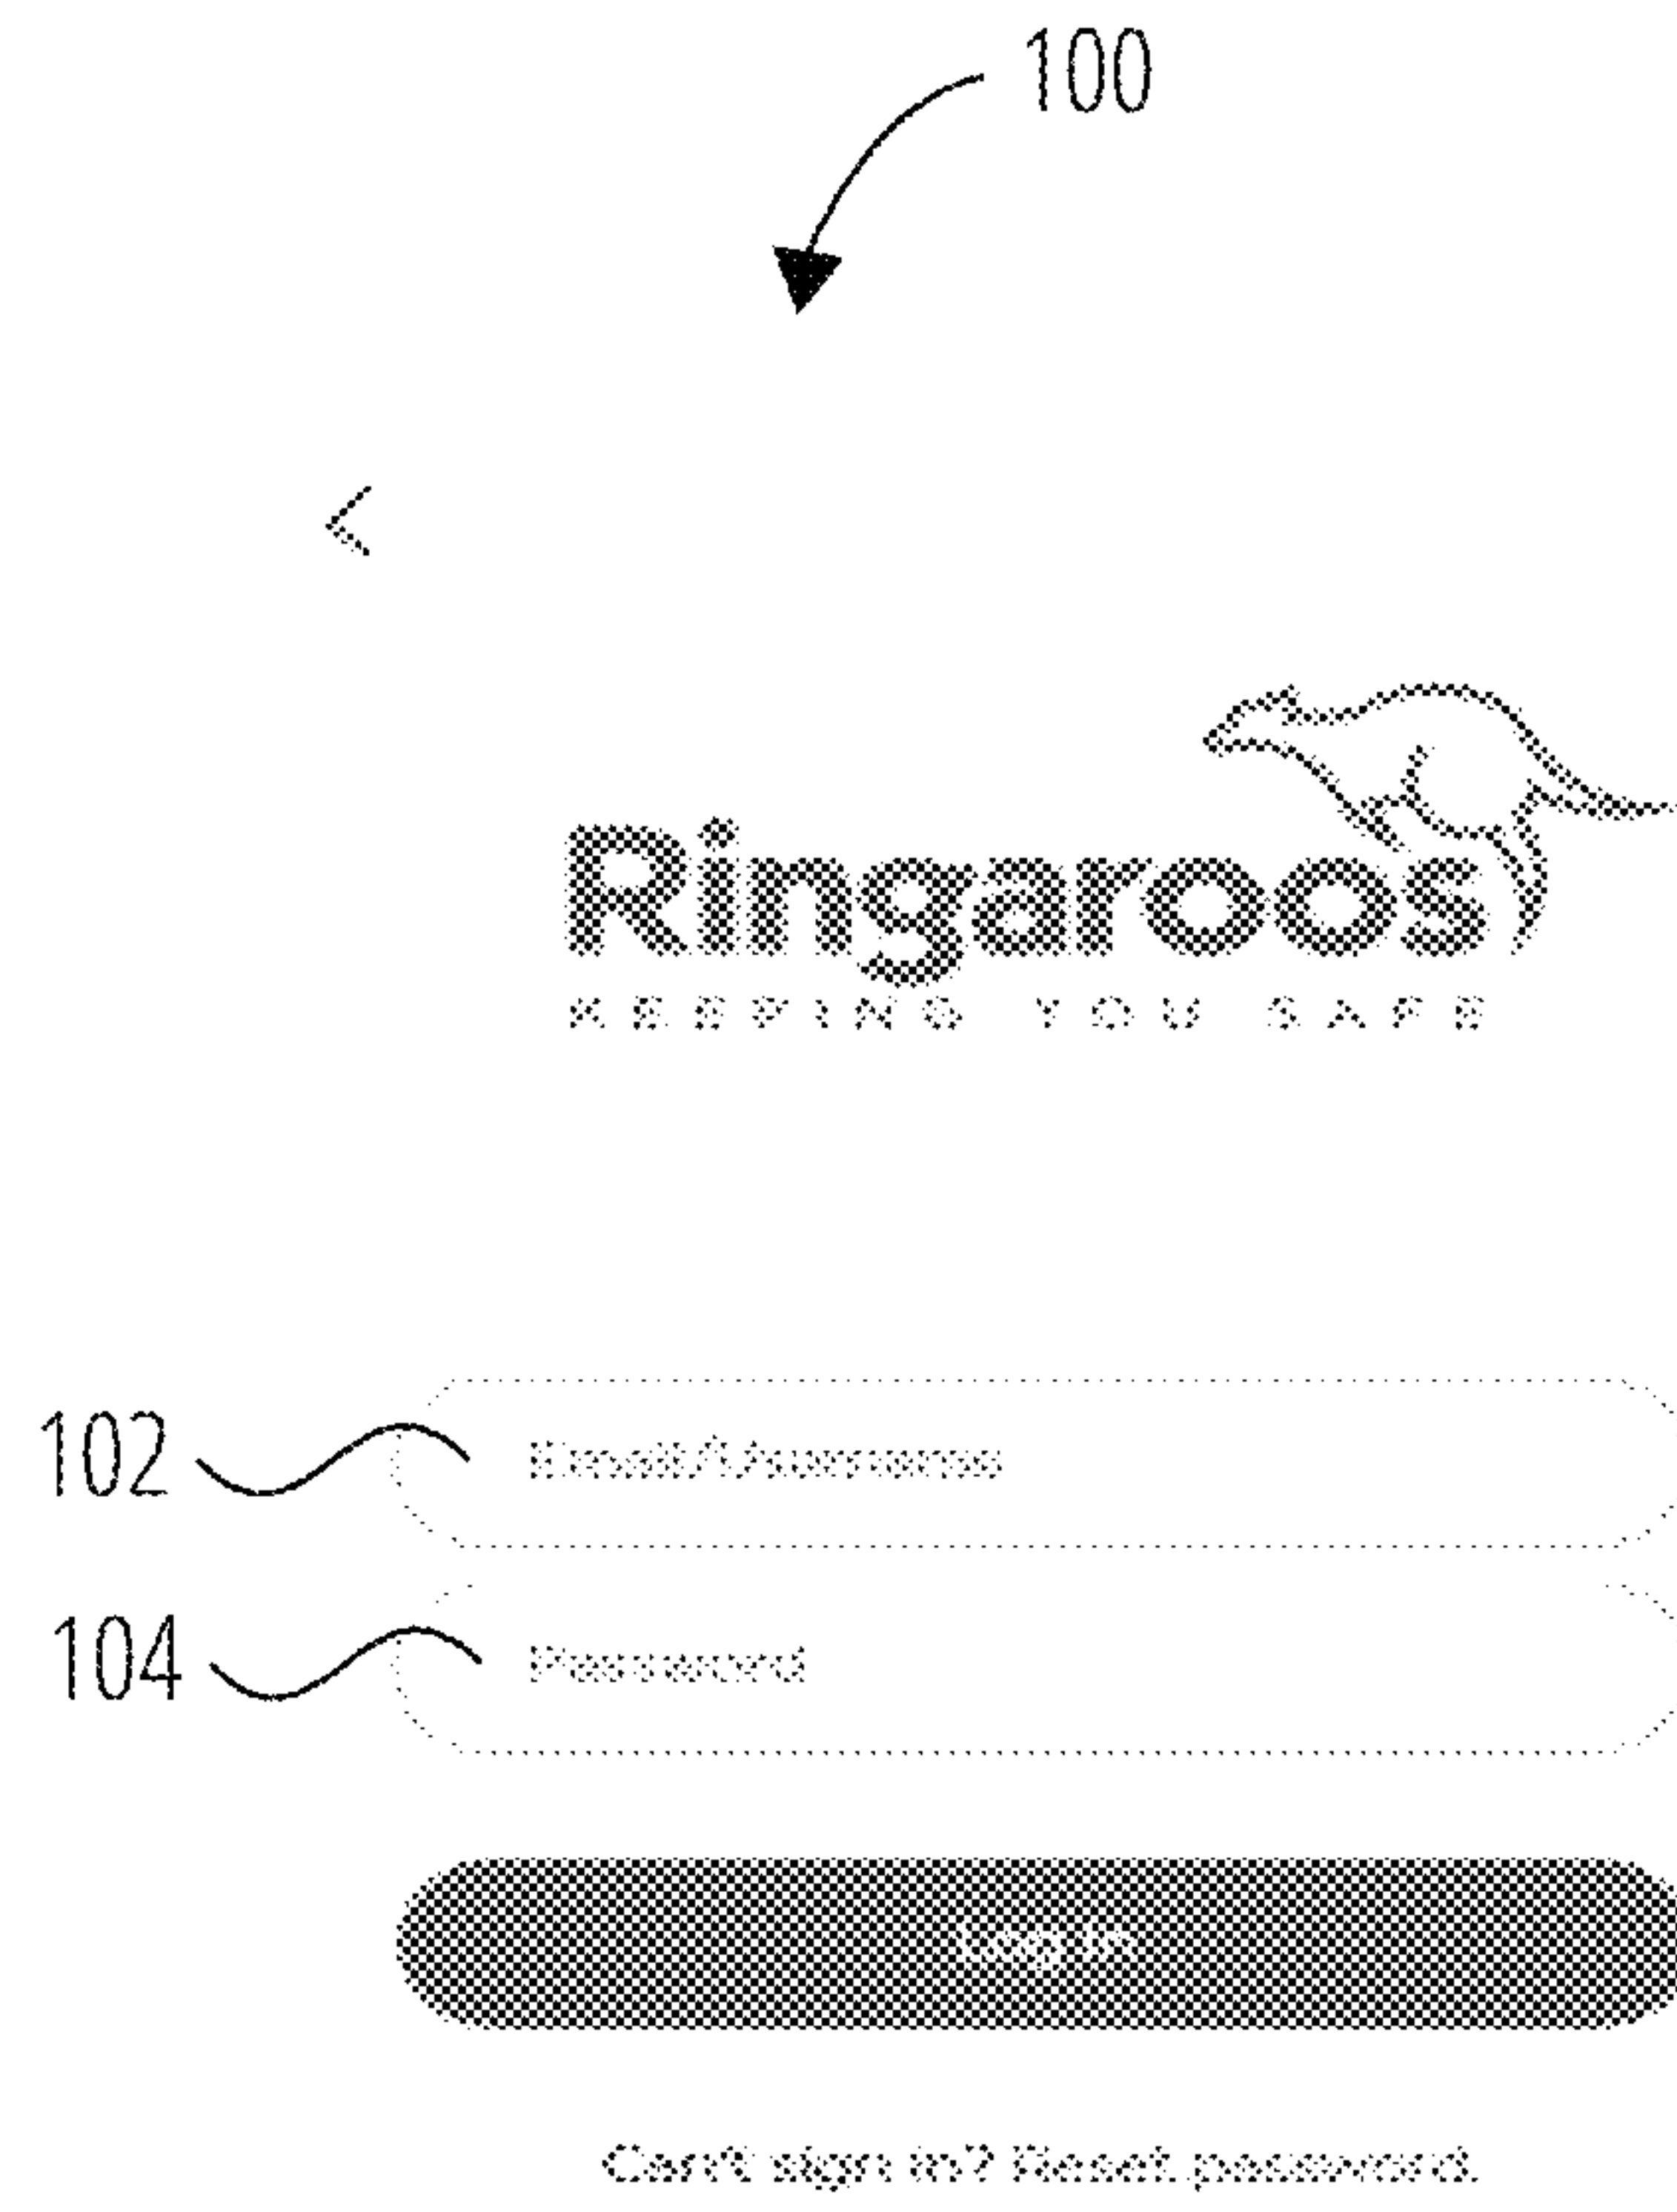 100
<
Ringaroos
KEEPING YOU SAFE
102 Email/Username
104 Password
Log In
Can't sign in? Reset password.